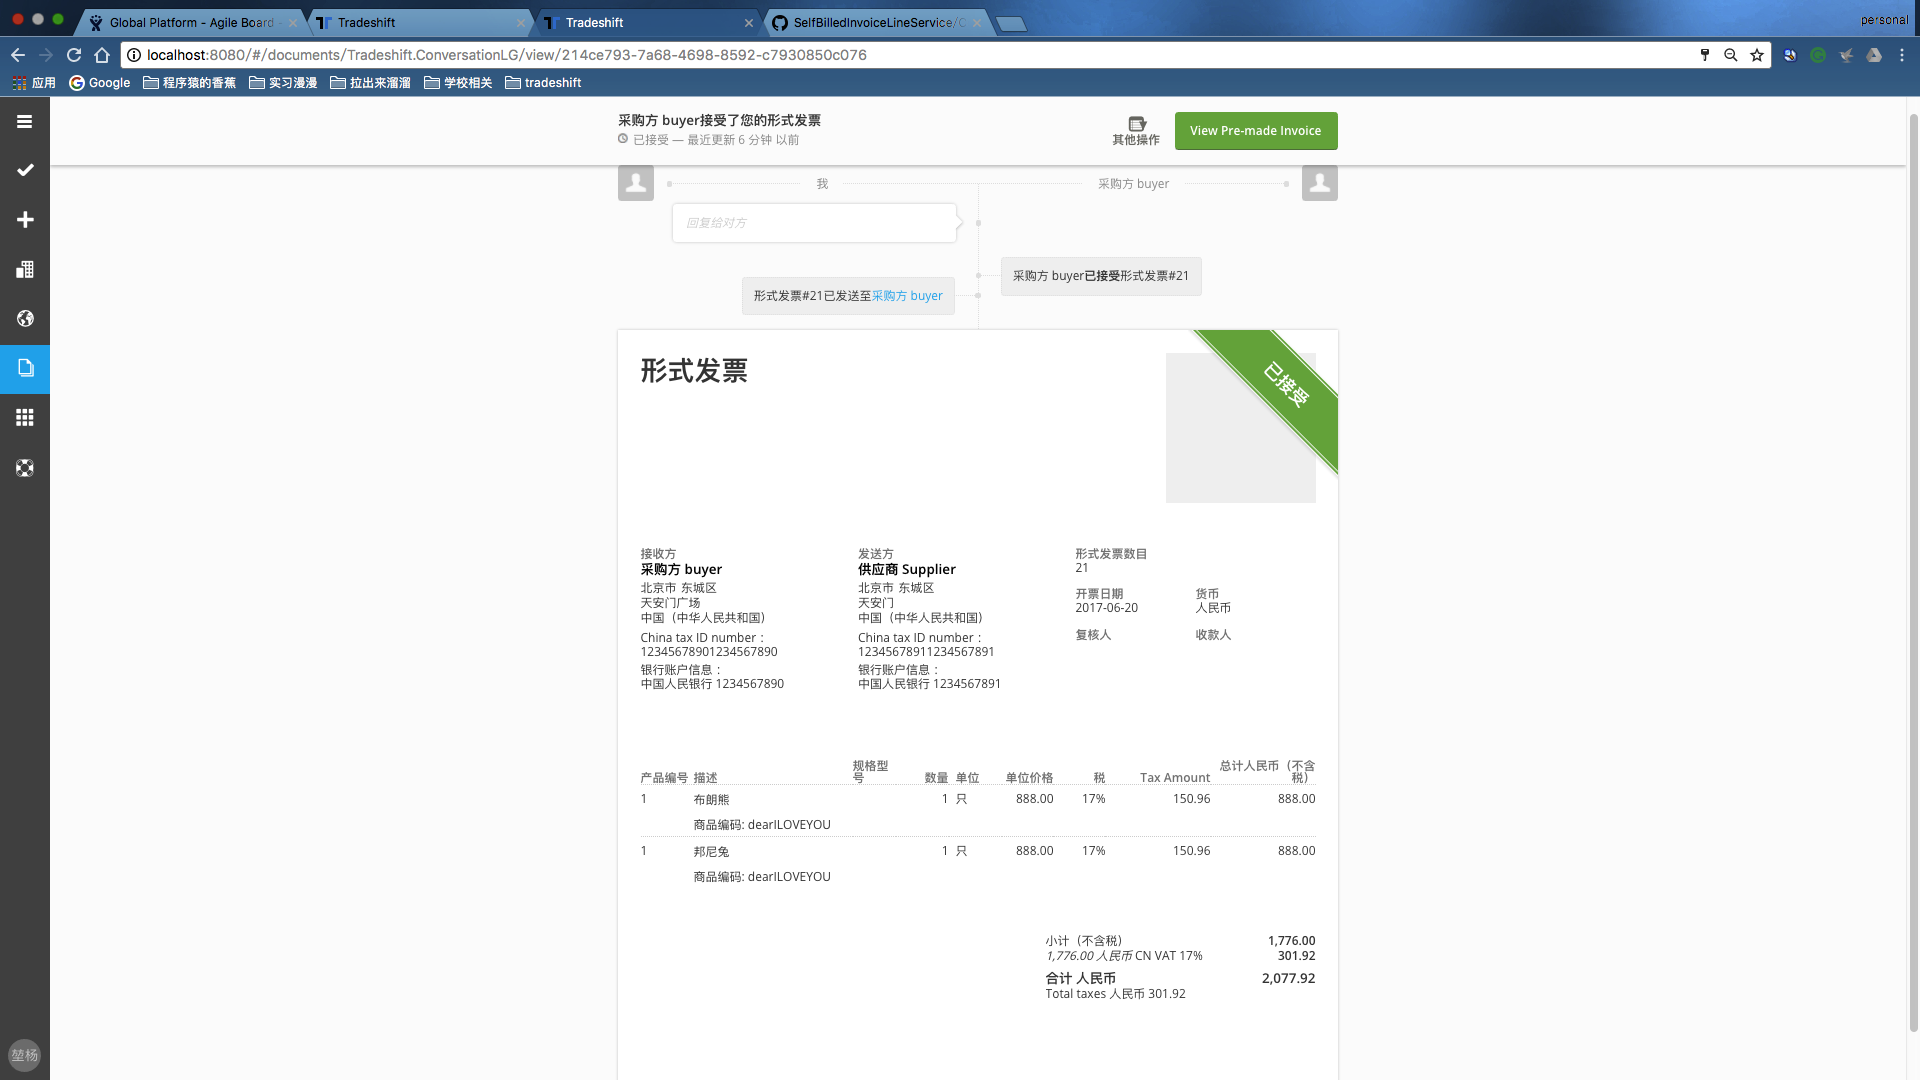 Global Platform - Agile Board -
Tradeshift
Tradeshift
SelfBilledInvoiceLineService/C
personal
localhost:8080/#/documents/Tradeshift.ConversationLG/view/214ce793-7a68-4698-8592-c7930850c076
应用
Google
程序猿的香蕉
实习漫漫
拉出来溜溜
学校相关
tradeshift
采购方 buyer接受了您的形式发票
已接受 — 最近更新 6 分钟 以前
其他操作
View Pre-made Invoice
我
采购方 buyer
回复给对方
采购方 buyer已接受形式发票#21
形式发票#21已发送至采购方 buyer
形式发票
已接受
接收方
采购方 buyer
北京市 东城区
天安门广场
中国（中华人民共和国）
China tax ID number：
12345678901234567890
银行账户信息：
中国人民银行 1234567890
发送方
供应商 Supplier
北京市 东城区
天安门
中国（中华人民共和国）
China tax ID number：
12345678911234567891
银行账户信息：
中国人民银行 1234567891
形式发票数目
21
开票日期 货币
2017-06-20 人民币
复核人 收款人
产品编号 描述 规格型号 数量 单位 单位价格 税 Tax Amount 总计人民币（不含税）
1 布朗熊 1 只 888.00 17% 150.96 888.00
商品编码: dearILOVEYOU
1 邦尼兔 1 只 888.00 17% 150.96 888.00
商品编码: dearILOVEYOU
小计（不含税） 1,776.00
1,776.00 人民币 CN VAT 17% 301.92
合计 人民币 2,077.92
Total taxes 人民币 301.92
堃杨